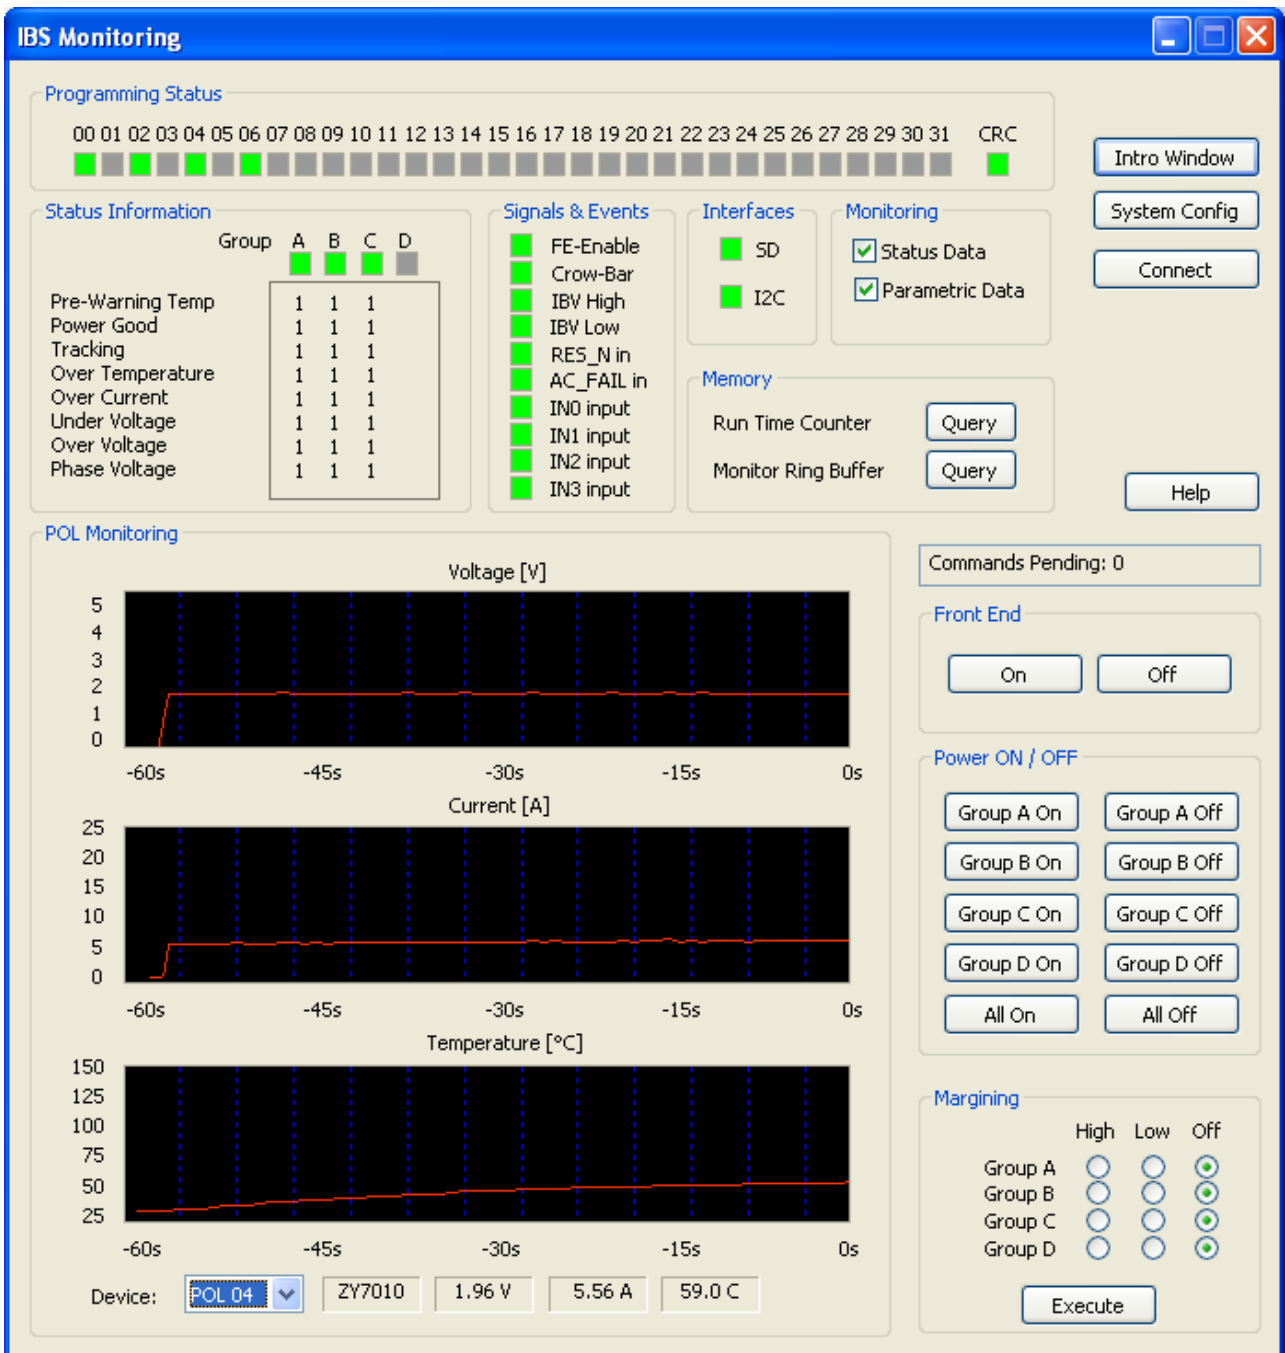 IBS Monitoring
Programming Status
00 01 02 03 04 05 06 07 08 09 10 11 12 13 14 15 16 17 18 19 20 21 22 23 24 25 26 27 28 29 30 31 CRC
Intro Window
System Config
Connect
Help
Status Information
Group A B C D
Pre-Warning Temp 1 1 1
Power Good 1 1 1
Tracking 1 1 1
Over Temperature 1 1 1
Over Current 1 1 1
Under Voltage 1 1 1
Over Voltage 1 1 1
Phase Voltage 1 1 1
Signals & Events
FE-Enable
Crow-Bar
IBV High
IBV Low
RES_N in
AC_FAIL in
IN0 input
IN1 input
IN2 input
IN3 input
Interfaces
SD
I2C
Monitoring
Status Data
Parametric Data
Memory
Run Time Counter Query
Monitor Ring Buffer Query
POL Monitoring
Voltage [V]
5
4
3
2
1
0
-60s -45s -30s -15s 0s
Current [A]
25
20
15
10
5
0
-60s -45s -30s -15s 0s
Temperature [°C]
150
125
100
75
50
25
-60s -45s -30s -15s 0s
Device: POL 04 ZY7010 1.96 V 5.56 A 59.0 C
Commands Pending: 0
Front End
On Off
Power ON / OFF
Group A On Group A Off
Group B On Group B Off
Group C On Group C Off
Group D On Group D Off
All On All Off
Margining
High Low Off
Group A
Group B
Group C
Group D
Execute